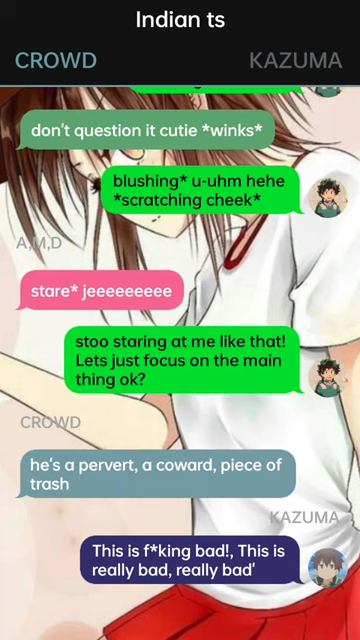 Indian ts
CROWD KAZUMA
don't question it cutie *winks*
blushing* u-uhm hehe
*scratching cheek*
A,M,D
stare* jeeeeeeeee
stoo staring at me like that!
Lets just focus on the main
thing ok?
CROWD
he's a pervert, a coward, piece of
trash
KAZUMA
This is f*king bad!, This is
really bad, really bad'